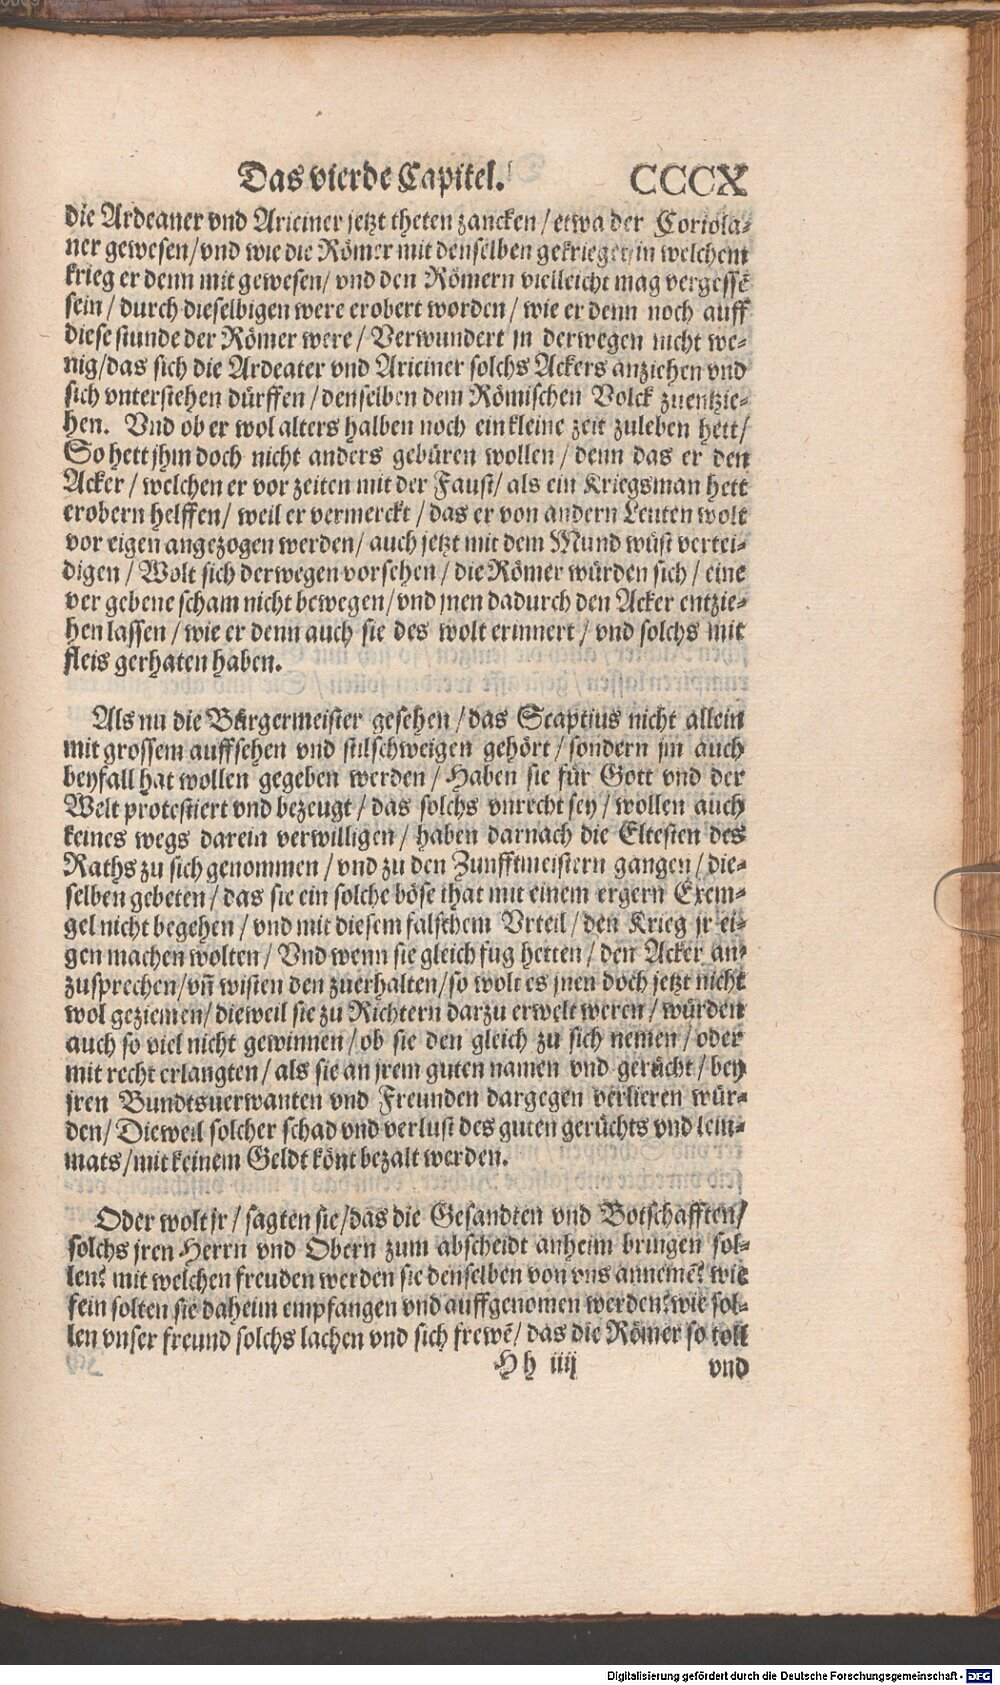 Das vierde Capitel. CCCX
die Ardeaner vnd Ariciner jetzt theten zancken / etwa der Coriola-
ner gewesen / vnd wie die Römer mit denselben gekrieget / in welchem
krieg er denn mit gewesen / vnd den Römern vielleicht mag vergessē
sein / durch dieselbigen were erobert worden / wie er denn noch auff
diese stunde der Römer were / Verwundert jn derwegen nicht we-
nig / das sich die Ardeater vnd Ariciner solchs Ackers anziehen vnd
sich vnterstehen dürffen / denselben dem Römischen Volck zuentzie-
hen. Vnd ob er wol alters halben noch ein kleine zeit zuleben hett /
So hett jhm doch nicht anders gebüren wollen / denn das er den
Acker / welchen er vor zeiten mit der Faust / als ein Kriegsman hett
erobern helffen / weil er vermerckt / das er von andern Leuten wolt
vor eigen angezogen werden / auch jetzt mit dem Mund wüst vertei-
digen / Wolt sich derwegen vorsehen / die Römer würden sich / eine
ver gebene scham nicht bewegen / vnd jnen dadurch den Acker entzie-
hen lassen / wie er denn auch sie des wolt erinnert / vnd solchs mit
fleis gerhaten haben.
Als nu die Bürgermeister gesehen / das Scaptius nicht allein
mit grossem auffsehen vnd stilschweigen gehört / sondern jm auch
beyfall hat wollen gegeben werden / Haben sie für Gott vnd der
Welt protestiert vnd bezeugt / das solchs vnrecht sey / wollen auch
keines wegs darein verwilligen / haben darnach die Eltesten des
Raths zu sich genommen / vnd zu den Zunfftmeistern gangen / die-
selben gebeten / das sie ein solche böse that mit einem ergern Exem-
pel nicht begehen / vnd mit diesem falschem Vrteil / den Krieg jr ei-
gen machen wolten / Vnd wenn sie gleich fug hetten / den Acker an-
zusprechen / vñ wisten den zuerhalten / so wolt es jnen doch jetzt nicht
wol geziemen / dieweil sie zu Richtern darzu erwelt weren / würden
auch so viel nicht gewinnen / ob sie den gleich zu sich nemen / oder
mit recht erlangten / als sie an jrem guten namen vnd gerücht / bey
jren Bundtsuerwanten vnd Freunden dargegen verlieren wür-
den / Dieweil solcher schad vnd verlust des guten gerüchts vnd leu-
mats / mit keinem Geldt könt bezalt werden.
Oder wolt jr / sagten sie / das die Gesandten vnd Botschafften /
solchs jren Herrn vnd Obern zum abscheidt anheim bringen sol-
len? mit welchen freuden werden sie denselben von vns annemē? wie
fein solten sie daheim empfangen vnd auffgenomen werden? wie sol-
len vnser freund solchs lachen vnd sich frewē / das die Römer so toll
Hh iiij vnd
Digitalisierung gefördert durch die Deutsche Forschungsgemeinschaft - DFG